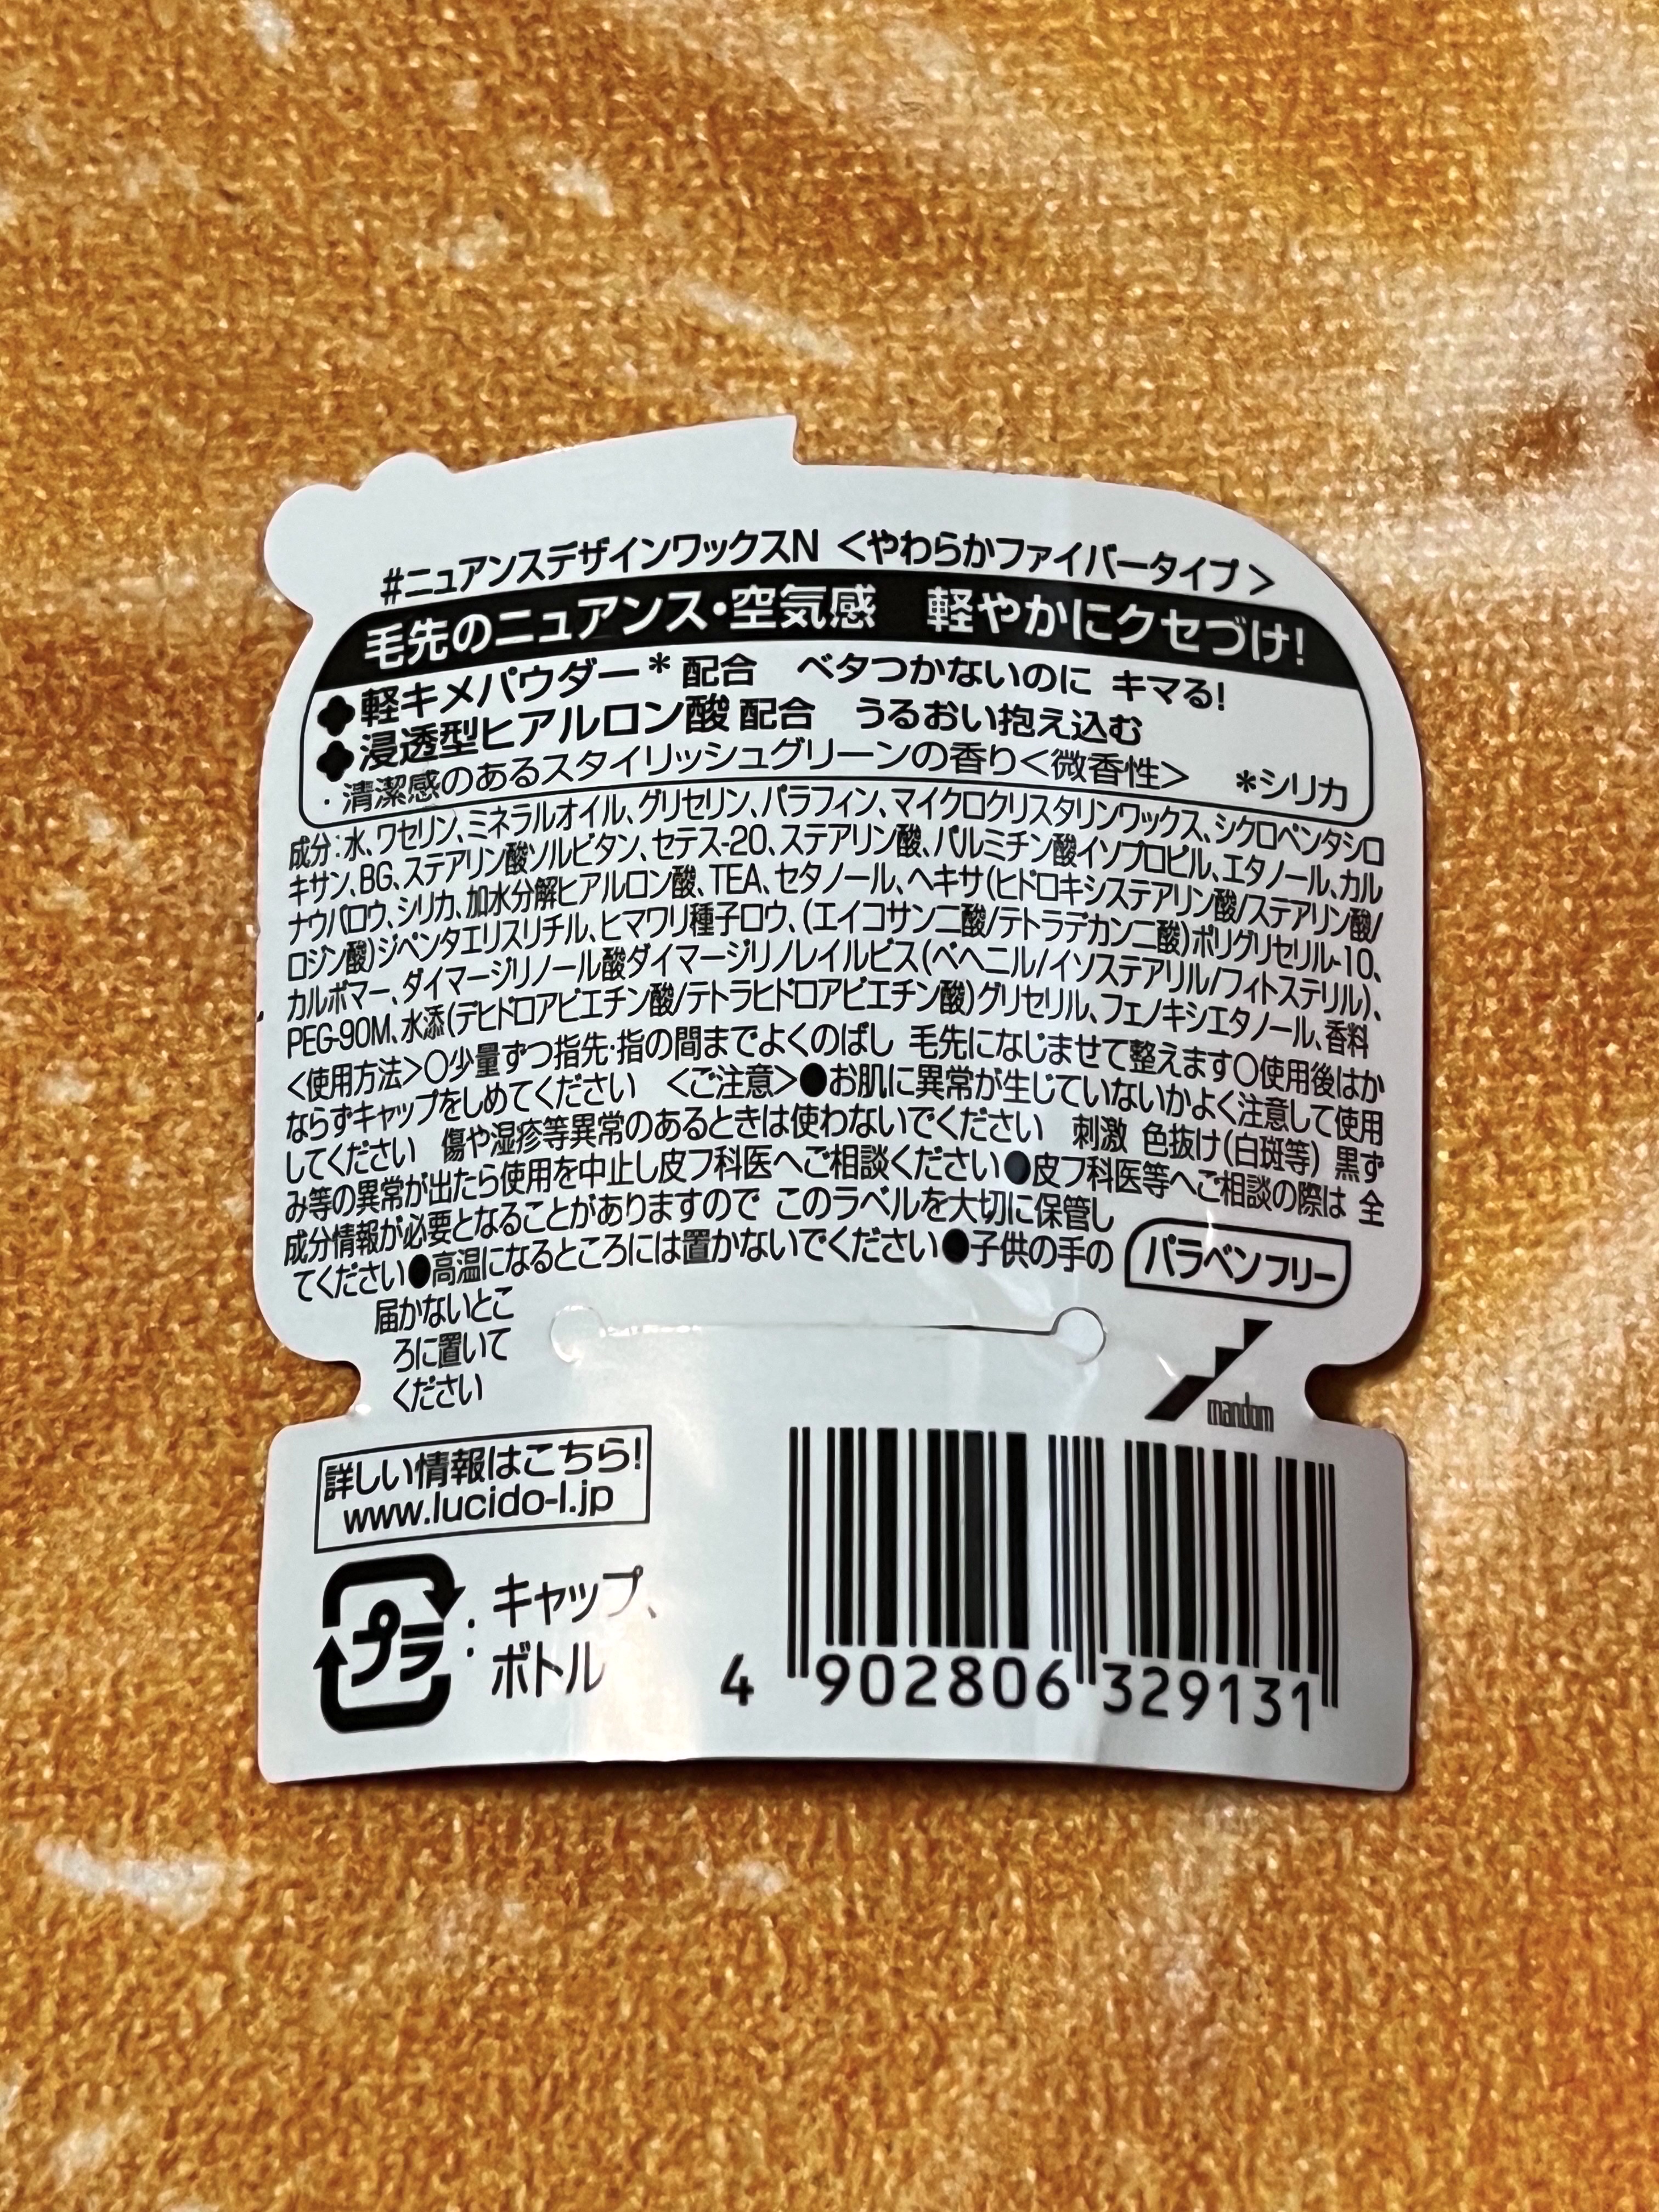 #ニュアンスデザインワックスN <やわらかファイバータイプ>
毛先のニュアンス・空気感 軽やかにクセづけ!
軽キメパウダー*配合 ベタつかないのに キマる!
浸透型ヒアルロン酸配合 うるおい抱え込む
・清潔感のあるスタイリッシュグリーンの香り<微香性> *シリカ
成分:水、ワセリン、ミネラルオイル、グリセリン、パラフィン、マイクロクリスタリンワックス、シクロペンタシロ
キサン、BG、ステアリン酸ソルビタン、セテス-20、ステアリン酸、パルミチン酸イソプロピル、エタノール、カル
ナウバロウ、シリカ、加水分解ヒアルロン酸、TEA、セタノール、ヘキサ(ヒドロキシステアリン酸/ステアリン酸/
ロジン酸)ジペンタエリスリチル、ヒマワリ種子ロウ、(エイコサン二酸/テトラデカン二酸)ポリグリセリル-10、
カルボマー、ダイマージリノール酸ダイマージリノレイルビス(ベヘニル/イソステアリル/フィトステリル)、
PEG-90M、水添(デヒドロアビエチン酸/テトラヒドロアビエチン酸)グリセリル、フェノキシエタノール、香料
<使用方法>○少量ずつ指先・指の間までよくのばし 毛先になじませて整えます○使用後はか
ならずキャップをしめてください <ご注意>●お肌に異常が生じていないかよく注意して使用
してください 傷や湿疹等異常のあるときは使わないでください 刺激 色抜け(白斑等) 黒ず
み等の異常が出たら使用を中止し皮フ科医へご相談ください●皮フ科医等へご相談の際は 全
成分情報が必要となることがありますので このラベルを大切に保管し
てください●高温になるところには置かないでください●子供の手の
届かないとこ
ろに置いて
ください
パラベンフリー
mandom
詳しい情報はこちら!
www.lucido-l.jp
プラ : キャップ、
ボトル
4 902806 329131